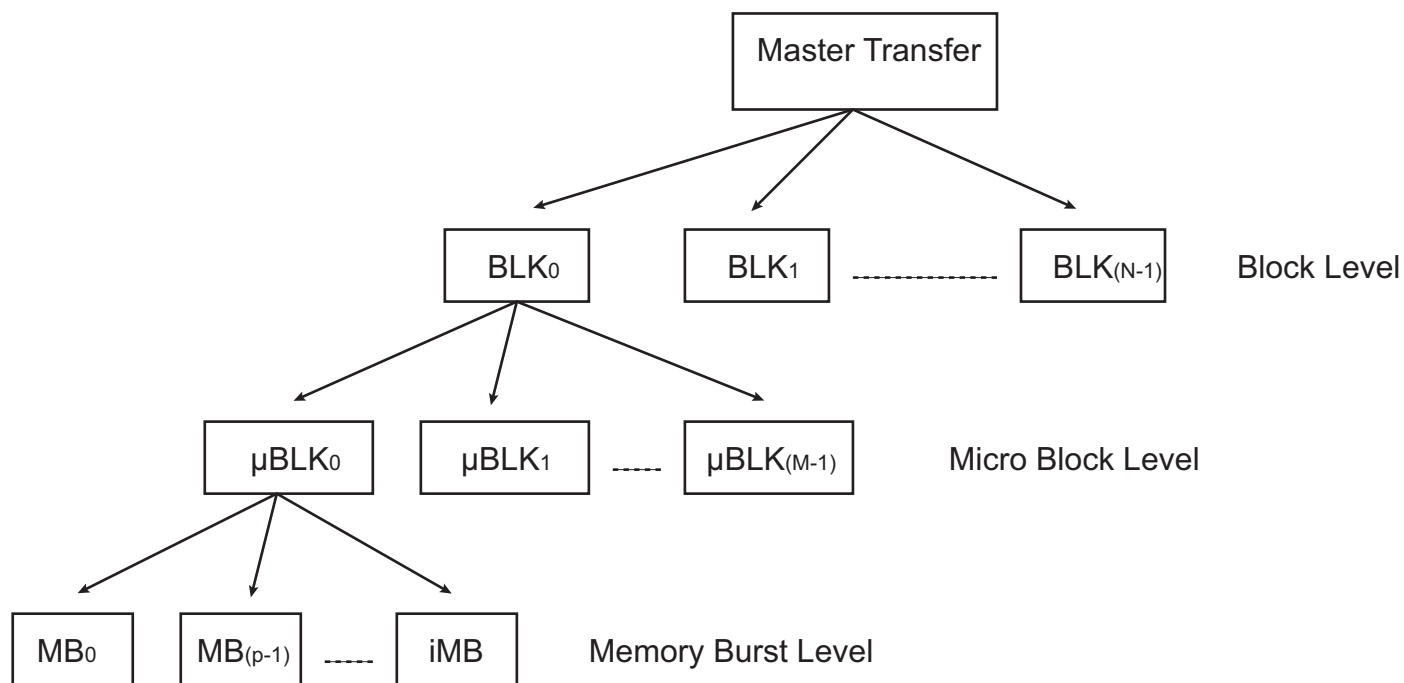 Master Transfer
BLK0 BLK1 BLK(N-1) Block Level
µBLK0 µBLK1 µBLK(M-1) Micro Block Level
MB0 MB(p-1) iMB Memory Burst Level